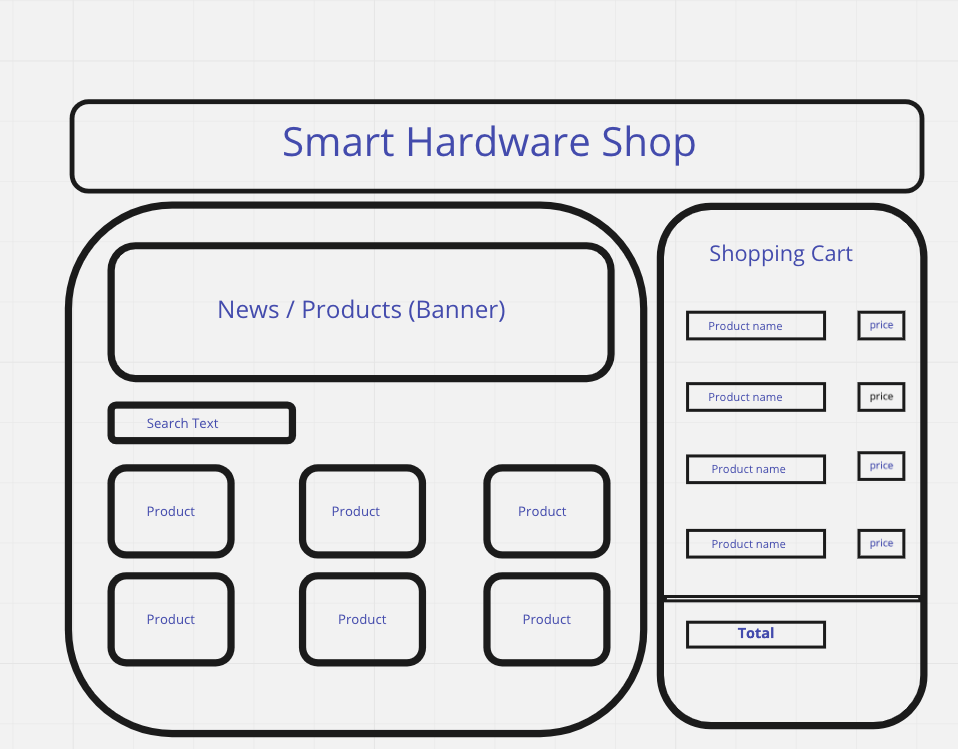 Smart Hardware Shop
News / Products (Banner)
Search Text
Product
Product
Product
Product
Product
Product
Shopping Cart
Product name
price
Product name
price
Product name
price
Product name
price
Total